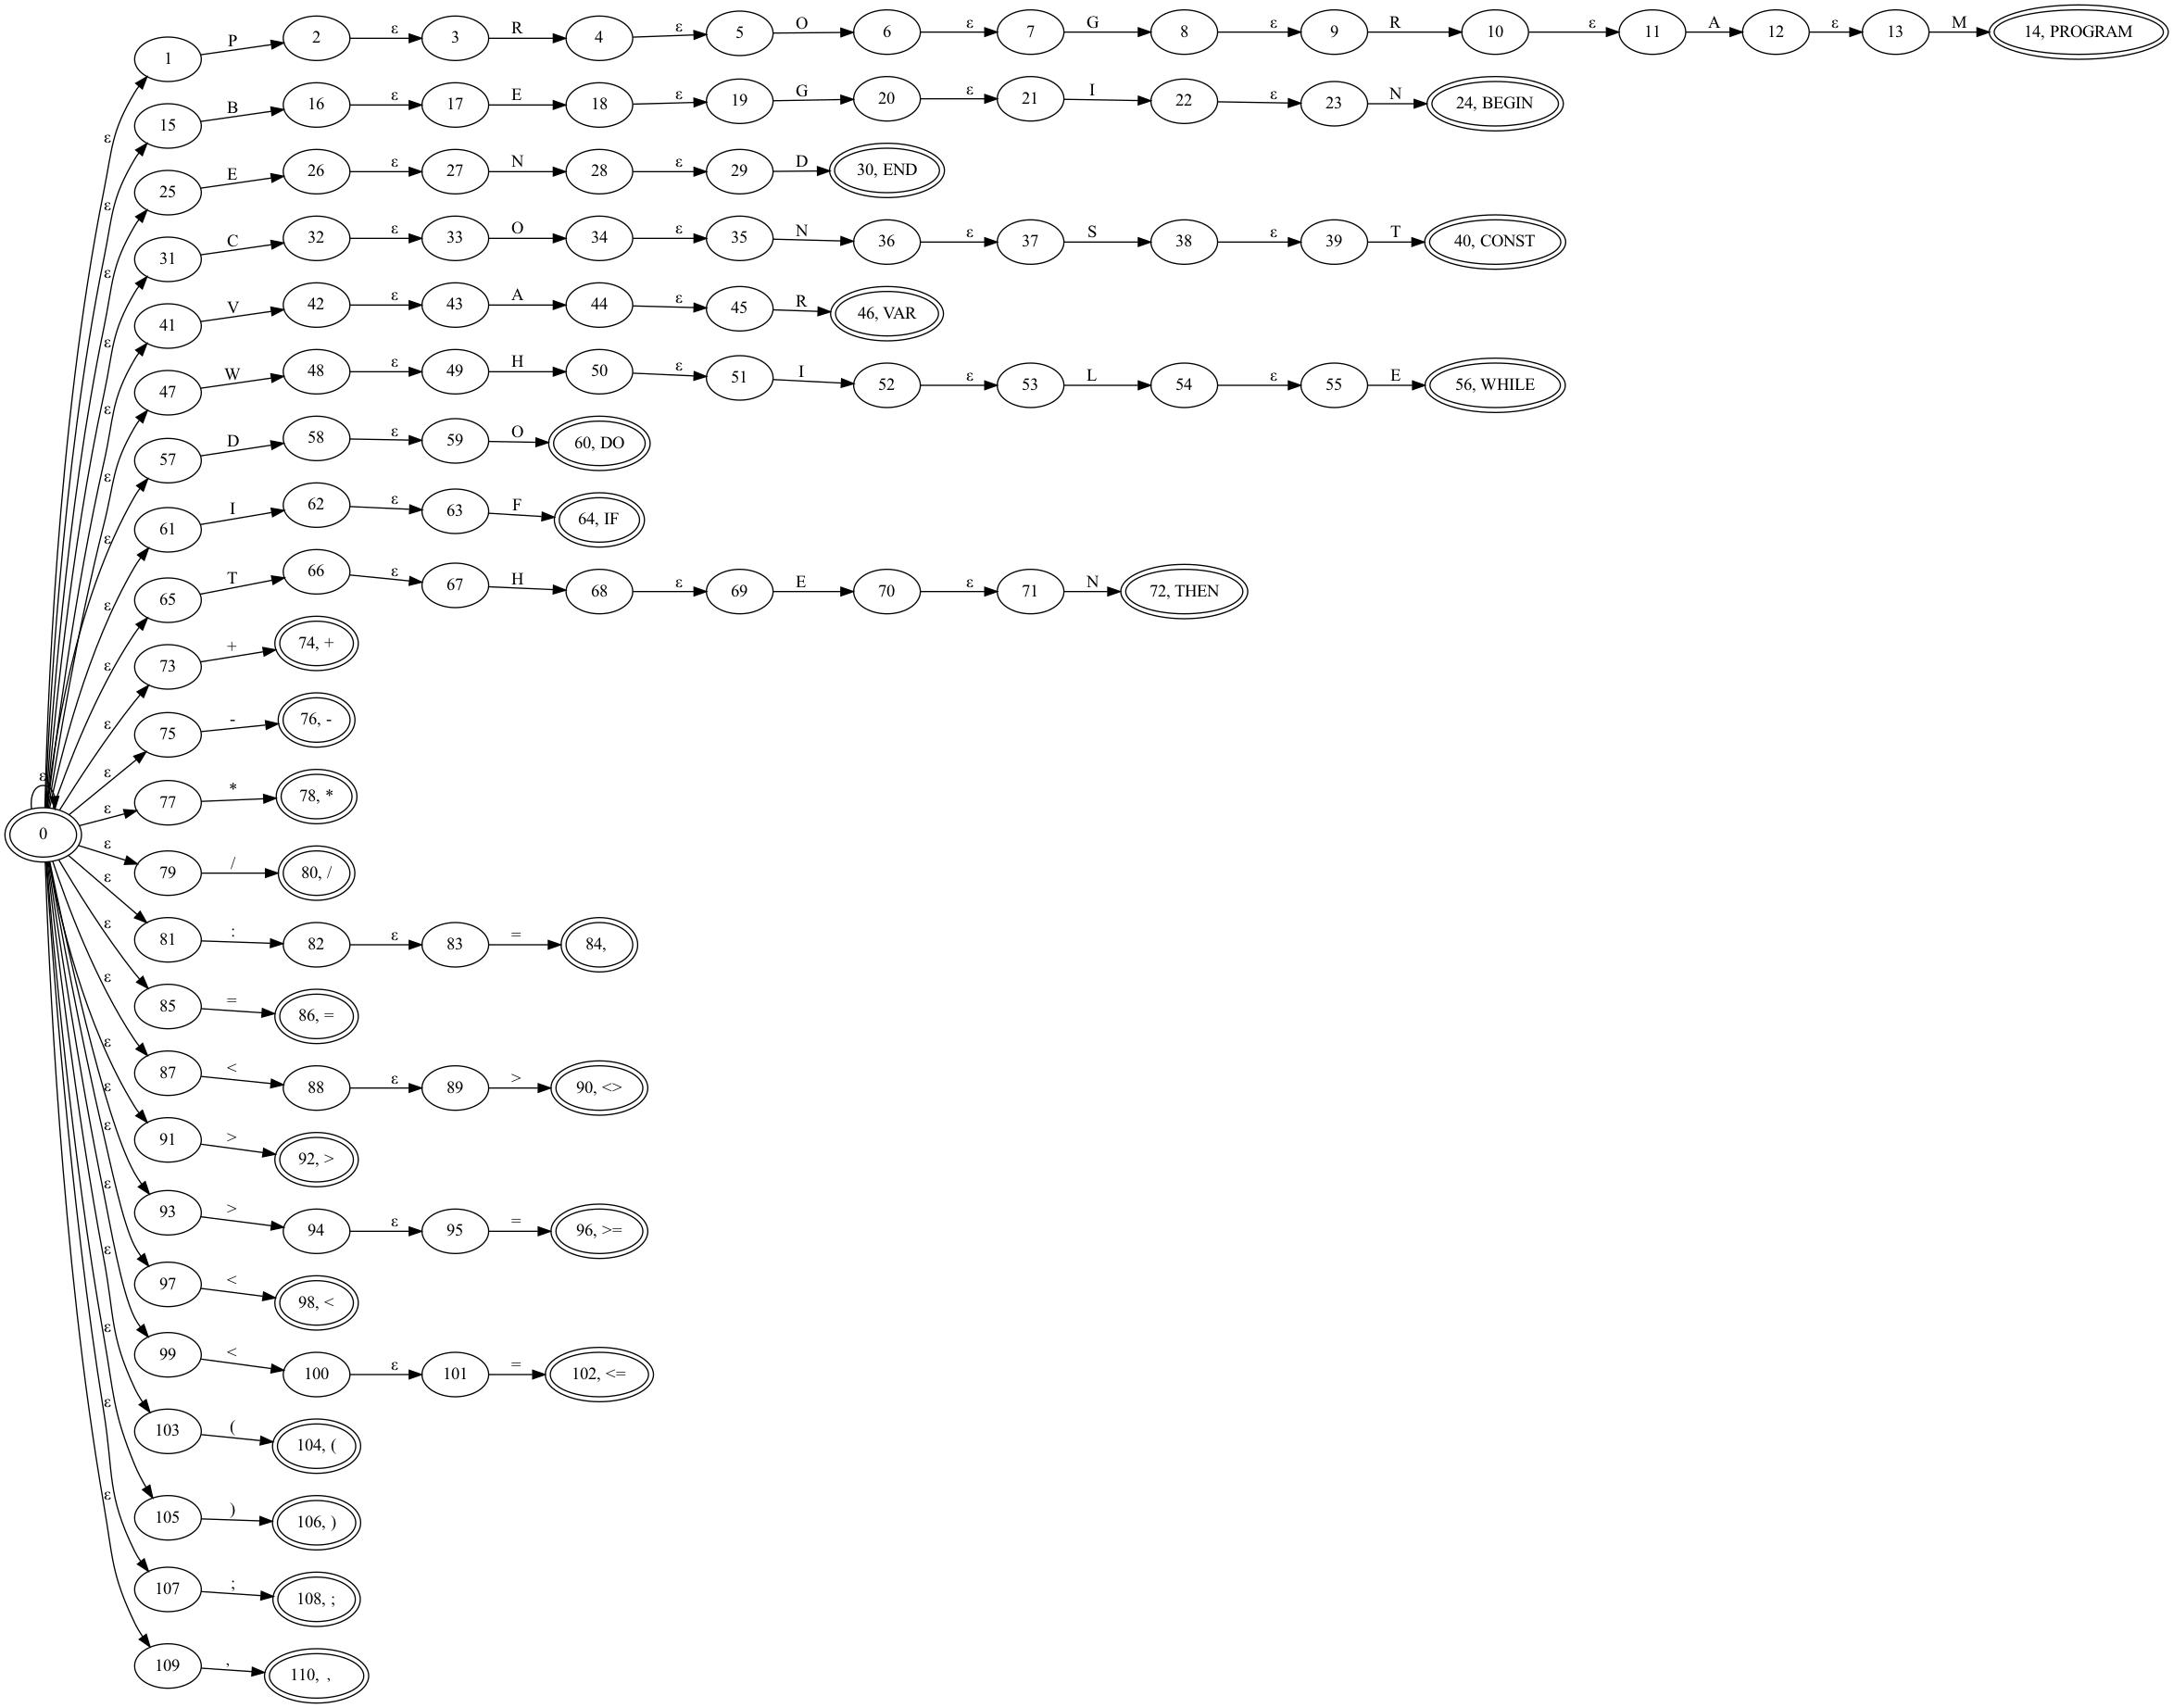 1 P 2 ε 3 R 4 ε 5 O 6 ε 7 G 8 ε 9 R 10 ε 11 A 12 ε 13 M 14, PROGRAM
ε 15 B 16 ε 17 E 18 ε 19 G 20 ε 21 I 22 ε 23 N 24, BEGIN
ε 25 E 26 ε 27 N 28 ε 29 D 30, END
ε 31 C 32 ε 33 O 34 ε 35 N 36 ε 37 S 38 ε 39 T 40, CONST
ε 41 V 42 ε 43 A 44 ε 45 R 46, VAR
ε 47 W 48 ε 49 H 50 ε 51 I 52 ε 53 L 54 ε 55 E 56, WHILE
ε 57 D 58 ε 59 O 60, DO
ε 61 I 62 ε 63 F 64, IF
ε 65 T 66 ε 67 H 68 ε 69 E 70 ε 71 N 72, THEN
ε 73 + 74, +
ε 75 - 76, -
ε 77 * 78, *
ε 0
ε 79 / 80, /
ε 81 : 82 ε 83 = 84,
ε 85 = 86, =
ε 87 < 88 ε 89 > 90, <>
ε 91 > 92, >
ε 93 > 94 ε 95 = 96, >=
ε 97 < 98, <
ε 99 < 100 ε 101 = 102, <=
ε 103 ( 104, (
ε 105 ) 106, )
ε 107 ; 108, ;
ε 109 , 110, ,